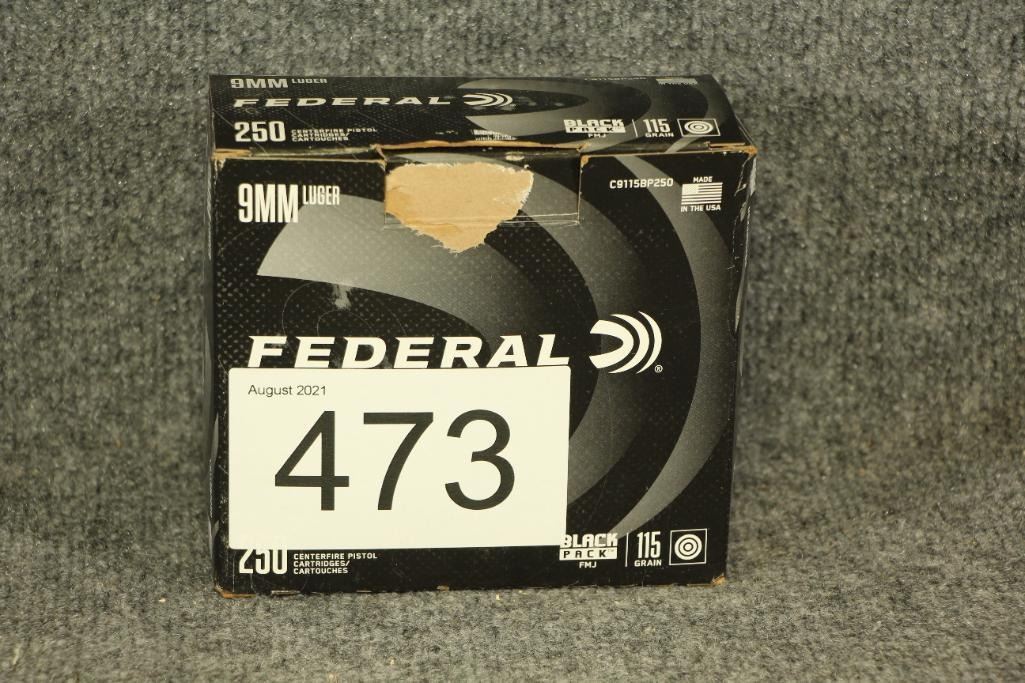 9MM LUGER
FEDERAL
250 CENTERFIRE PISTOL
CARTRIDGES/
CARTOUCHES
BLACK
PACK
FMJ
115
GRAIN
9MM LUGER
C9115BP250
MADE
IN THE USA
FEDERAL®
August 2021
473
250 CENTERFIRE PISTOL
CARTRIDGES/
CARTOUCHES
BLACK
PACK™
FMJ
115
GRAIN